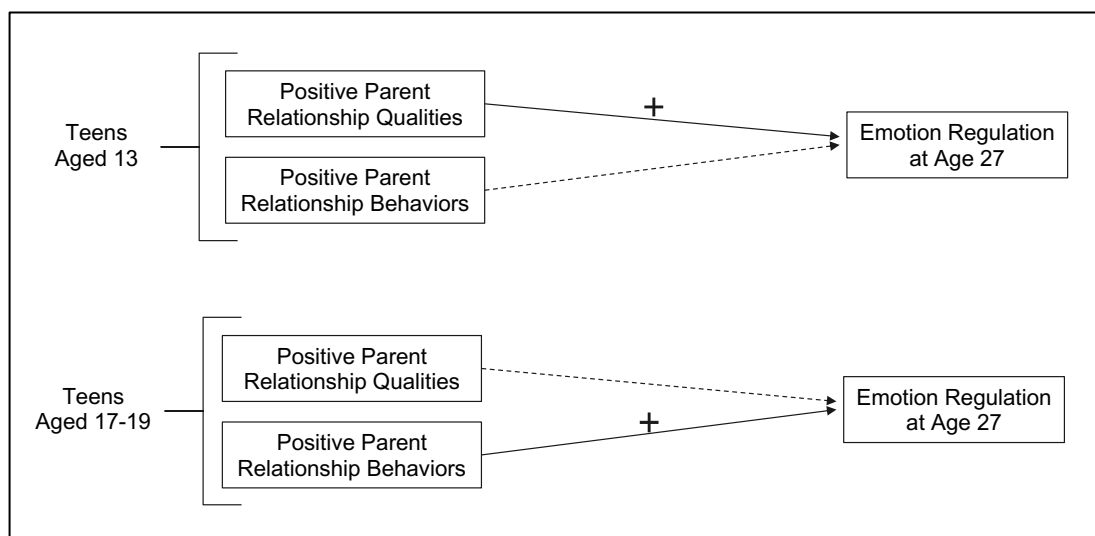 Positive Parent
Relationship Qualities
+
Teens
Aged 13
Emotion Regulation
at Age 27
Positive Parent
Relationship Behaviors
Positive Parent
Relationship Qualities
Teens
Aged 17-19
Emotion Regulation
at Age 27
+
Positive Parent
Relationship Behaviors